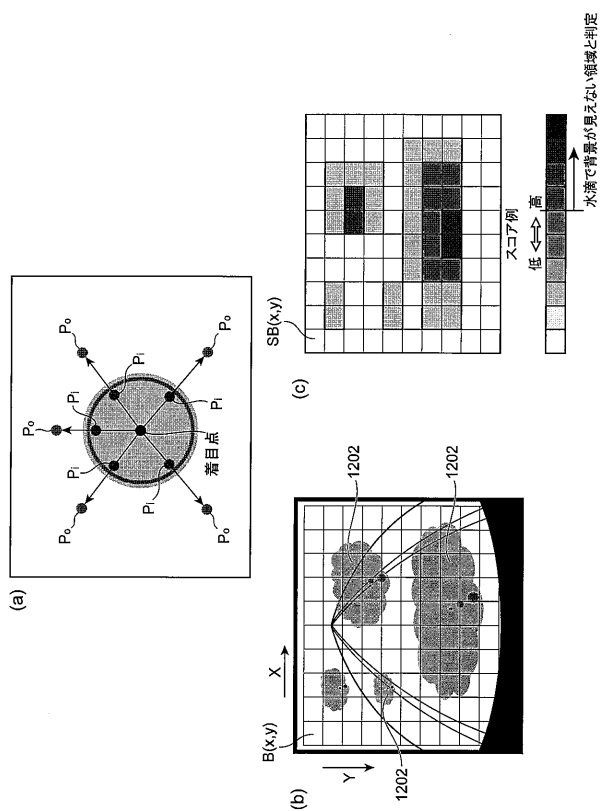 (a)
Po
Po
Po
Po
Po
Pi
Pi
Pi
Pi
Pi
着目点
(b)
B(x,y)
X
Y
1202
1202
1202
(c)
SB(x,y)
スコア例
低
高
水滴で背景が見えない領域と判定